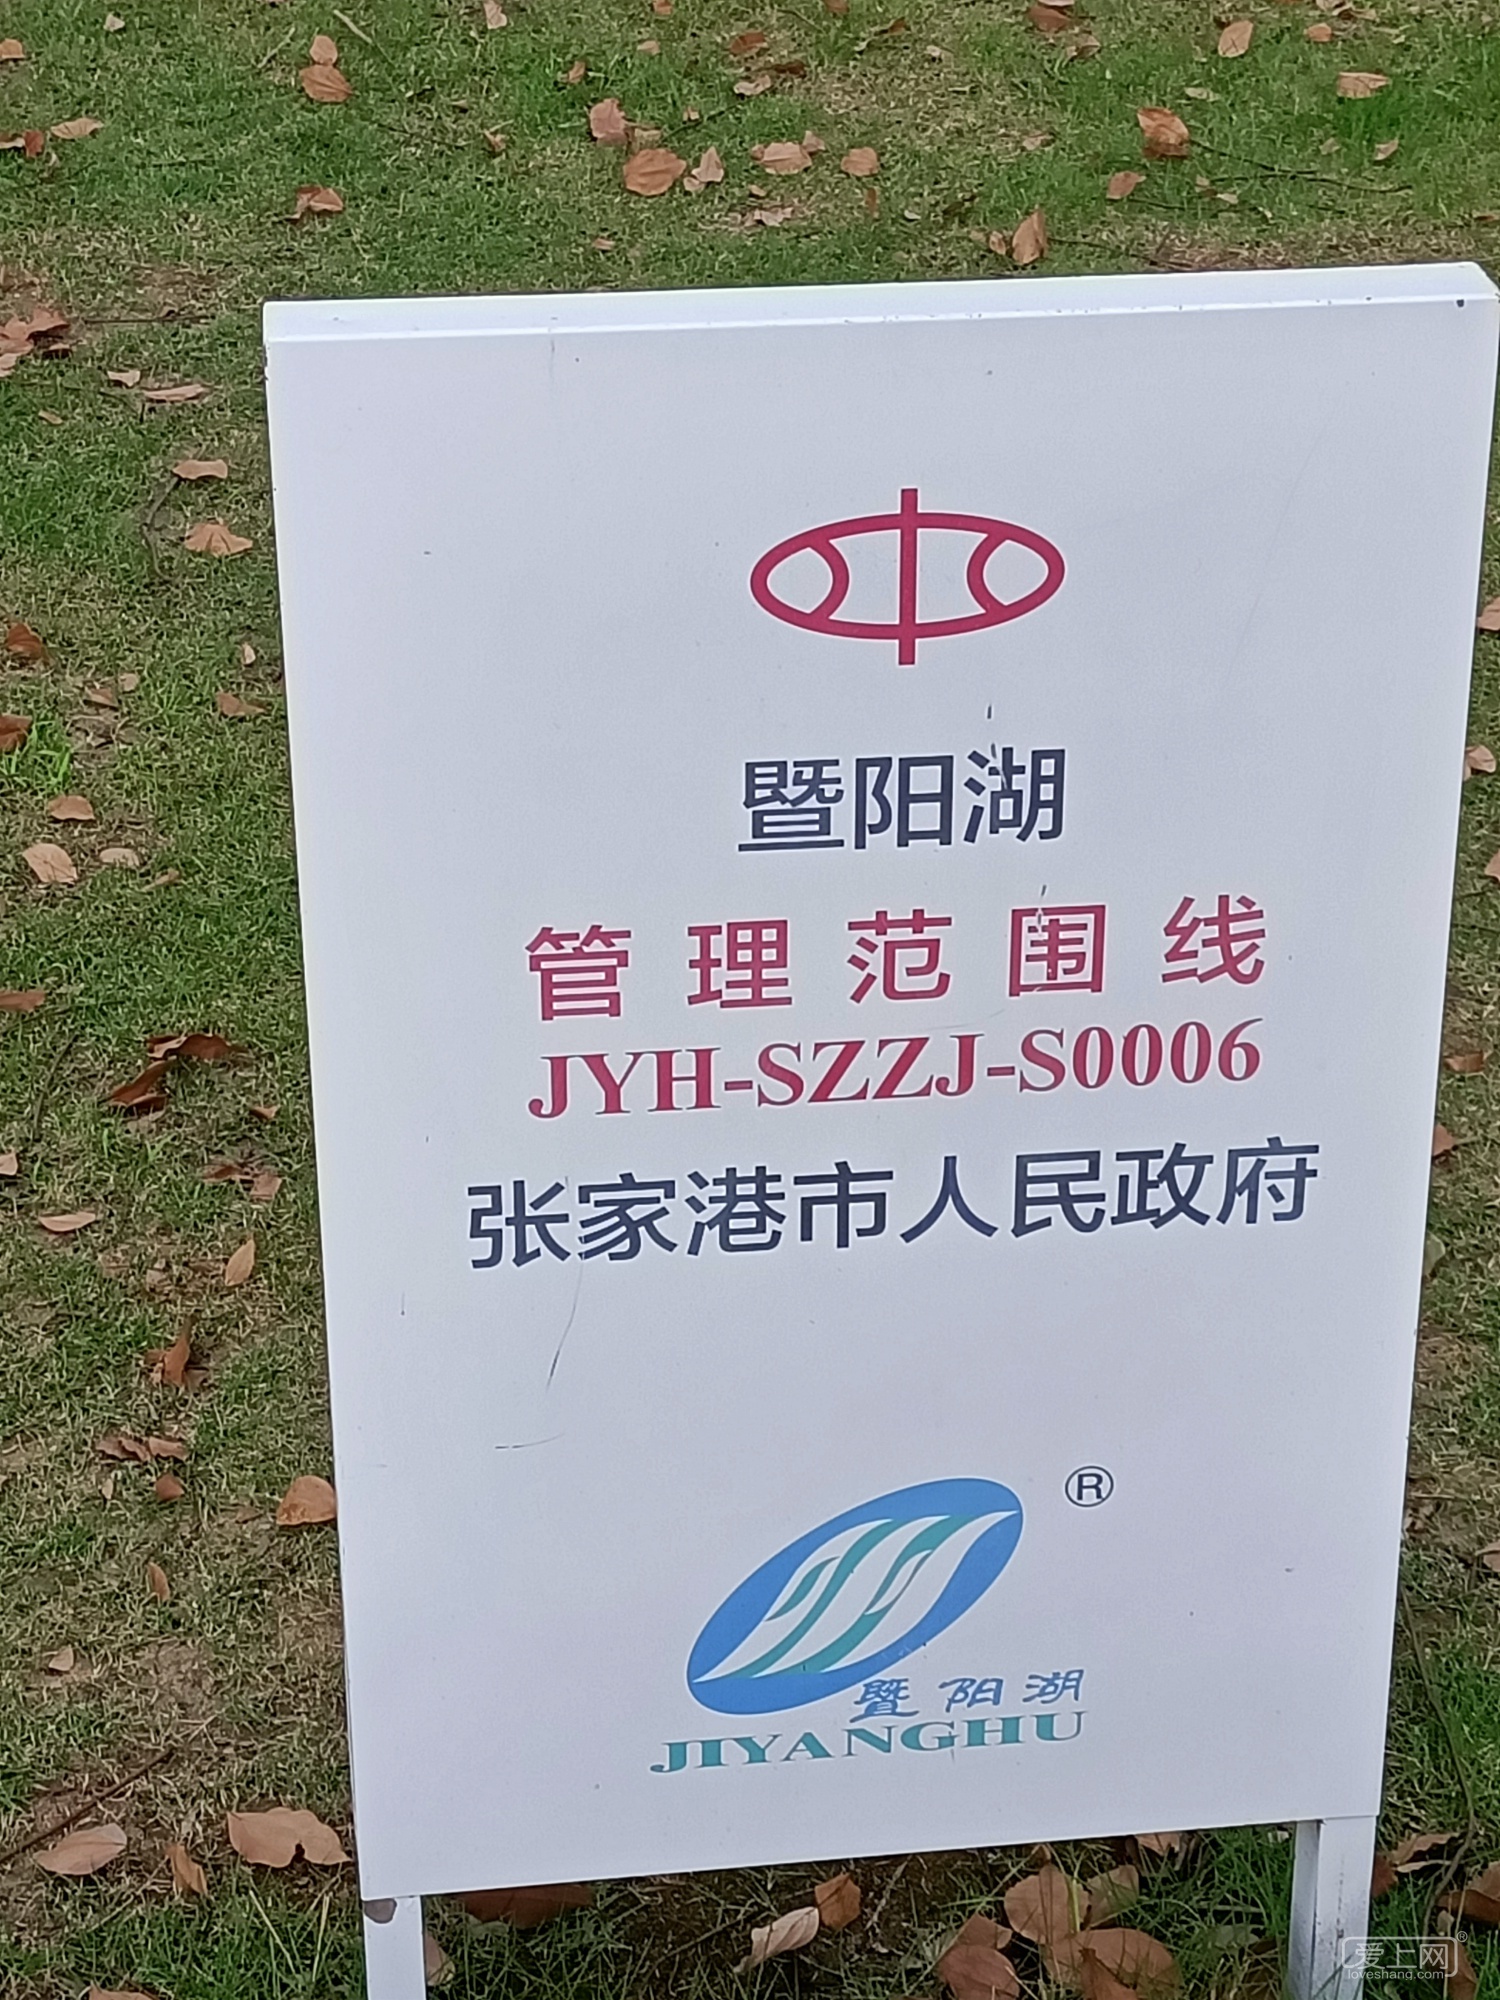 暨阳湖
管理范围线
JYH-SZZJ-S0006
张家港市人民政府
®
暨阳湖
JIYANGHU
爱上网®
loveshang.com